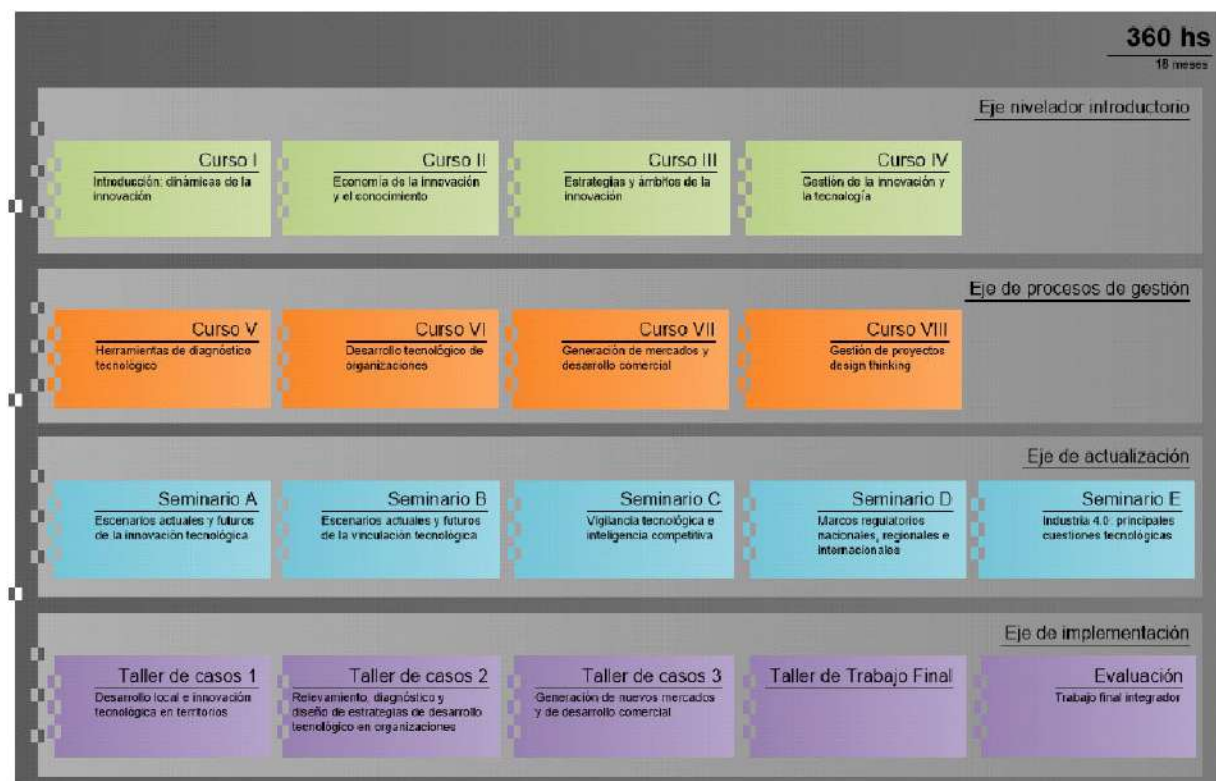 360 hs
18 meses
Eje nivelador introductorio
Curso I
Introducción: dinámicas de la
innovación
Curso II
Economía de la innovación
y el conocimiento
Curso III
Estrategias y ámbitos de la
innovación
Curso IV
Gestión de la innovación y
la tecnología
Eje de procesos de gestión
Curso V
Herramientas de diagnóstico
tecnológico
Curso VI
Desarrollo tecnológico de
organizaciones
Curso VII
Generación de mercados y
desarrollo comercial
Curso VIII
Gestión de proyectos
design thinking
Eje de actualización
Seminario A
Escenarios actuales y futuros
de la innovación tecnológica
Seminario B
Escenarios actuales y futuros
de la vinculación tecnológica
Seminario C
Vigilancia tecnológica e
inteligencia competitiva
Seminario D
Marcos regulatorios
nacionales, regionales e
internacionales
Seminario E
Industria 4.0: principales
cuestiones tecnológicas
Eje de implementación
Taller de casos 1
Desarrollo local e innovación
tecnológica en territorios
Taller de casos 2
Relevamiento, diagnóstico y
diseño de estrategias de desarrollo
tecnológico en organizaciones
Taller de casos 3
Generación de nuevos mercados
y de desarrollo comercial
Taller de Trabajo Final
Evaluación
Trabajo final integrador